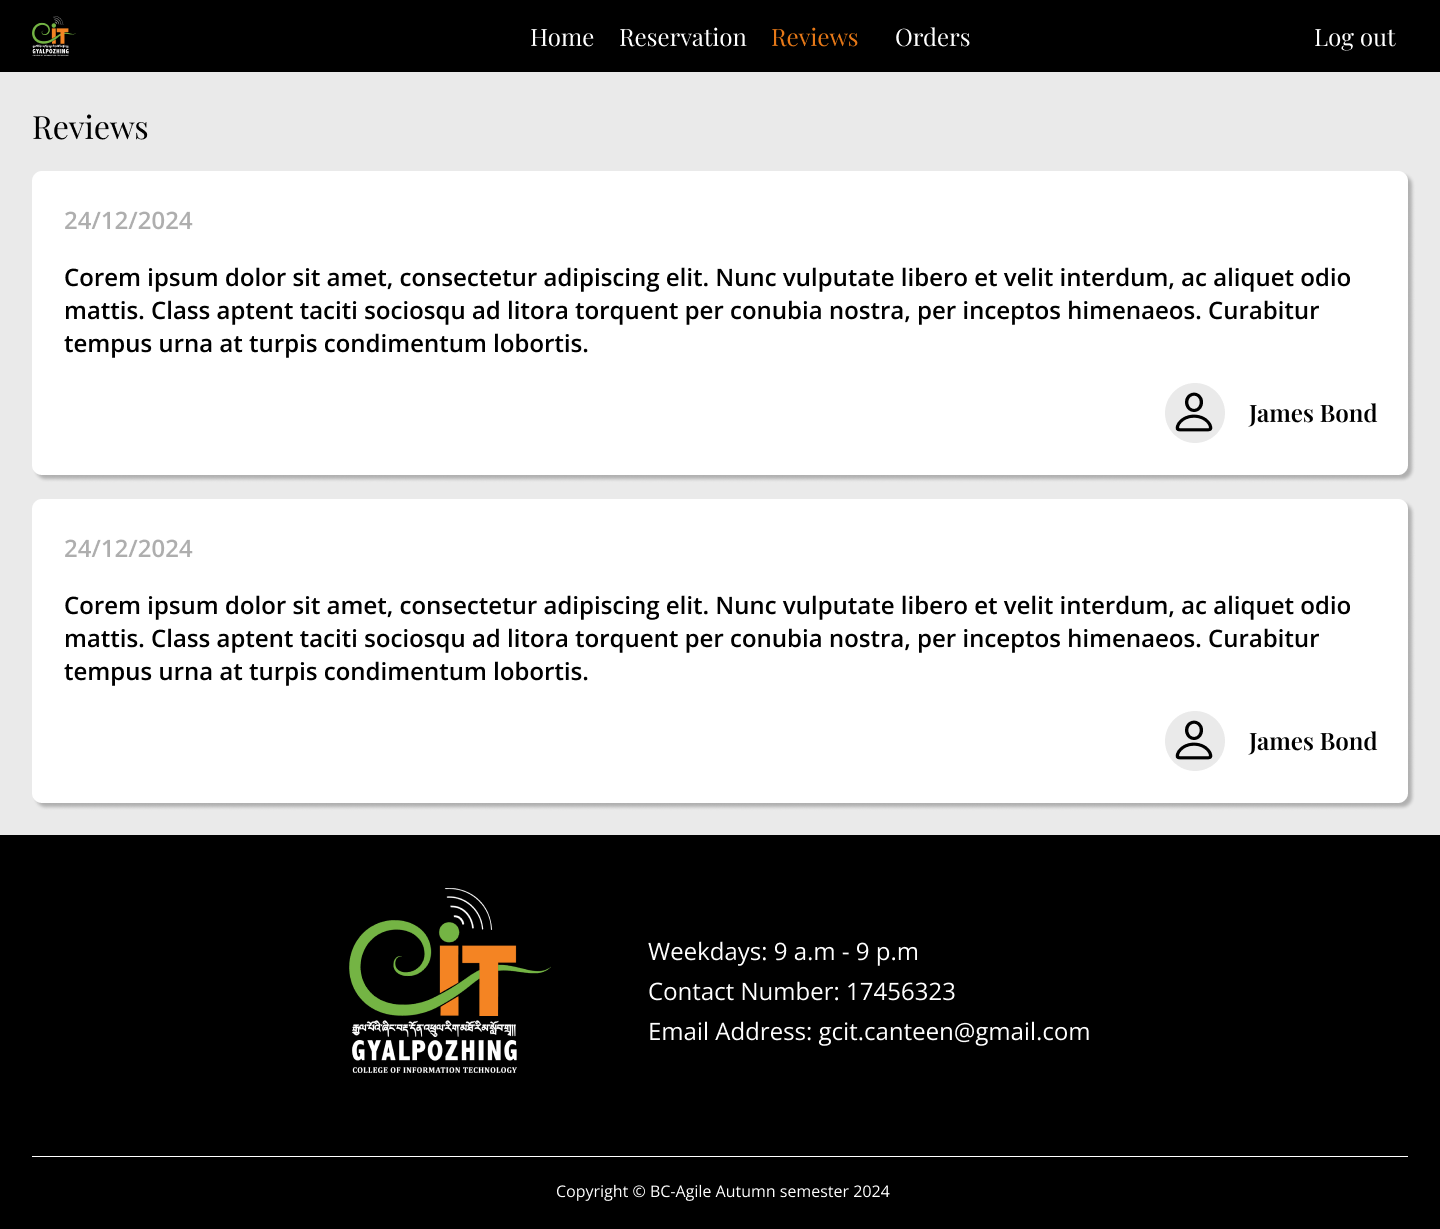 Home Reservation Reviews Orders Log out
Reviews
24/12/2024
Corem ipsum dolor sit amet, consectetur adipiscing elit. Nunc vulputate libero et velit interdum, ac aliquet odio
mattis. Class aptent taciti sociosqu ad litora torquent per conubia nostra, per inceptos himenaeos. Curabitur
tempus urna at turpis condimentum lobortis.
James Bond
24/12/2024
Corem ipsum dolor sit amet, consectetur adipiscing elit. Nunc vulputate libero et velit interdum, ac aliquet odio
mattis. Class aptent taciti sociosqu ad litora torquent per conubia nostra, per inceptos himenaeos. Curabitur
tempus urna at turpis condimentum lobortis.
James Bond
CIT
GYALPOZHING
COLLEGE OF INFORMATION TECHNOLOGY
Weekdays: 9 a.m - 9 p.m
Contact Number: 17456323
Email Address: gcit.canteen@gmail.com
Copyright © BC-Agile Autumn semester 2024